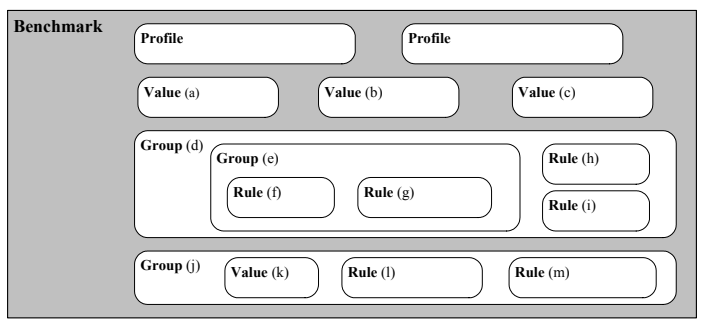 Benchmark
Profile
Profile
Value (a)
Value (b)
Value (c)
Group (d)
Group (e)
Rule (f)
Rule (g)
Rule (h)
Rule (i)
Group (j)
Value (k)
Rule (l)
Rule (m)